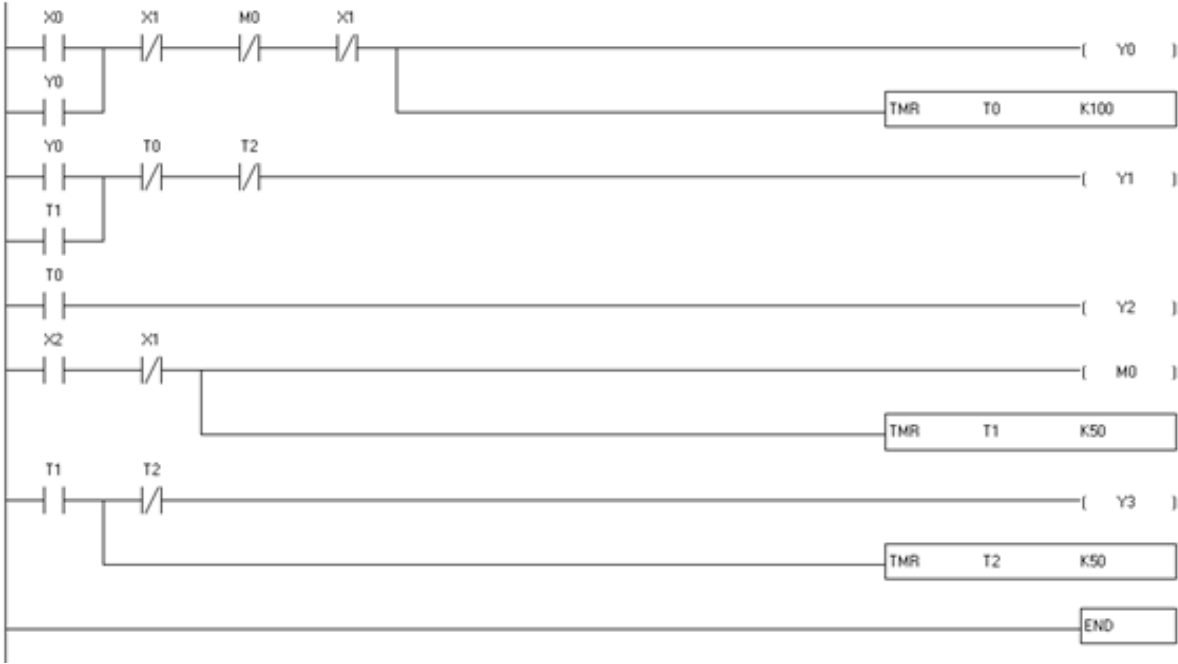 X0 X1 M0 X1
( Y0 )
Y0
TMR T0 K100
Y0 T0 T2
( Y1 )
T1
T0
( Y2 )
X2 X1
( M0 )
TMR T1 K50
T1 T2
( Y3 )
TMR T2 K50
END